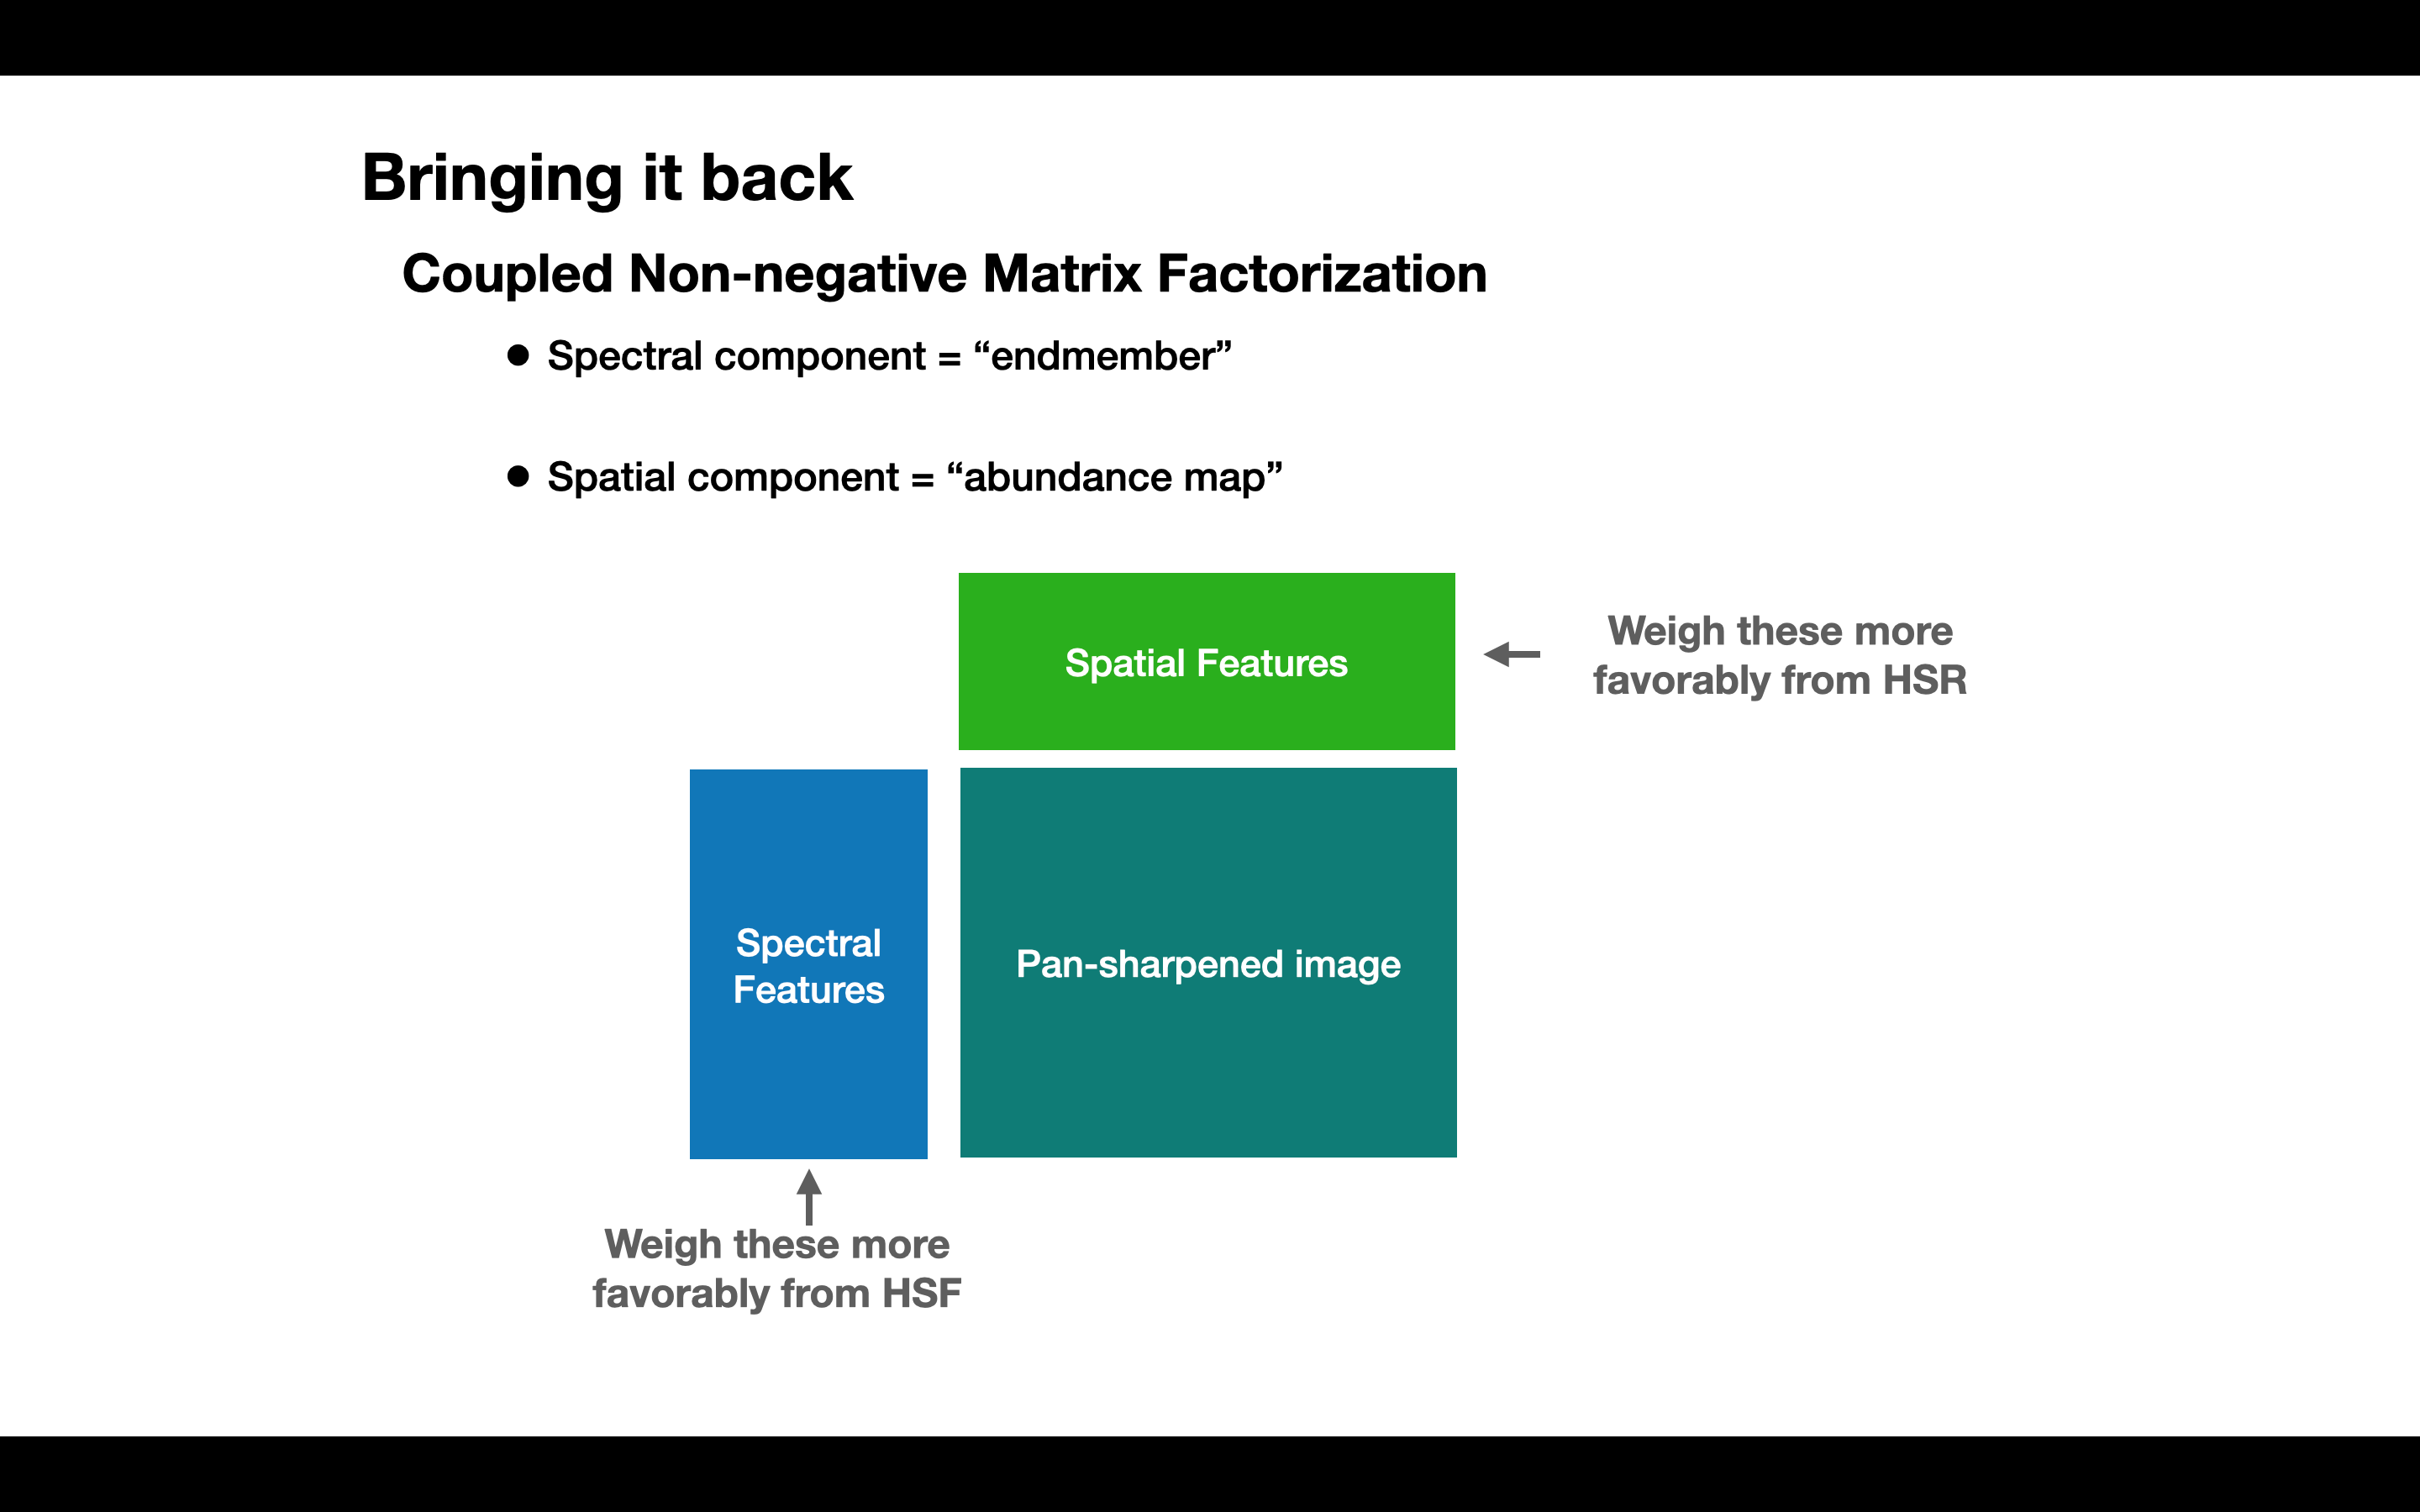 Bringing it back
Coupled Non-negative Matrix Factorization
● Spectral component = “endmember”
● Spatial component = “abundance map”
Spatial Features
Weigh these more
favorably from HSR
Spectral
Features
Pan-sharpened image
Weigh these more
favorably from HSF